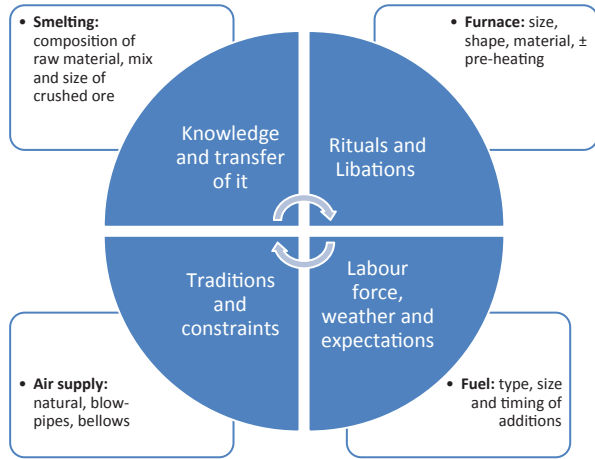 • Smelting:
composition of
raw material, mix
and size of
crushed ore
• Furnace: size,
shape, material, ±
pre-heating
Knowledge
and transfer
of it
Rituals and
Libations
Traditions
and
constraints
Labour
force,
weather and
expectations
• Air supply:
natural, blow-
pipes, bellows
• Fuel: type, size
and timing of
additions